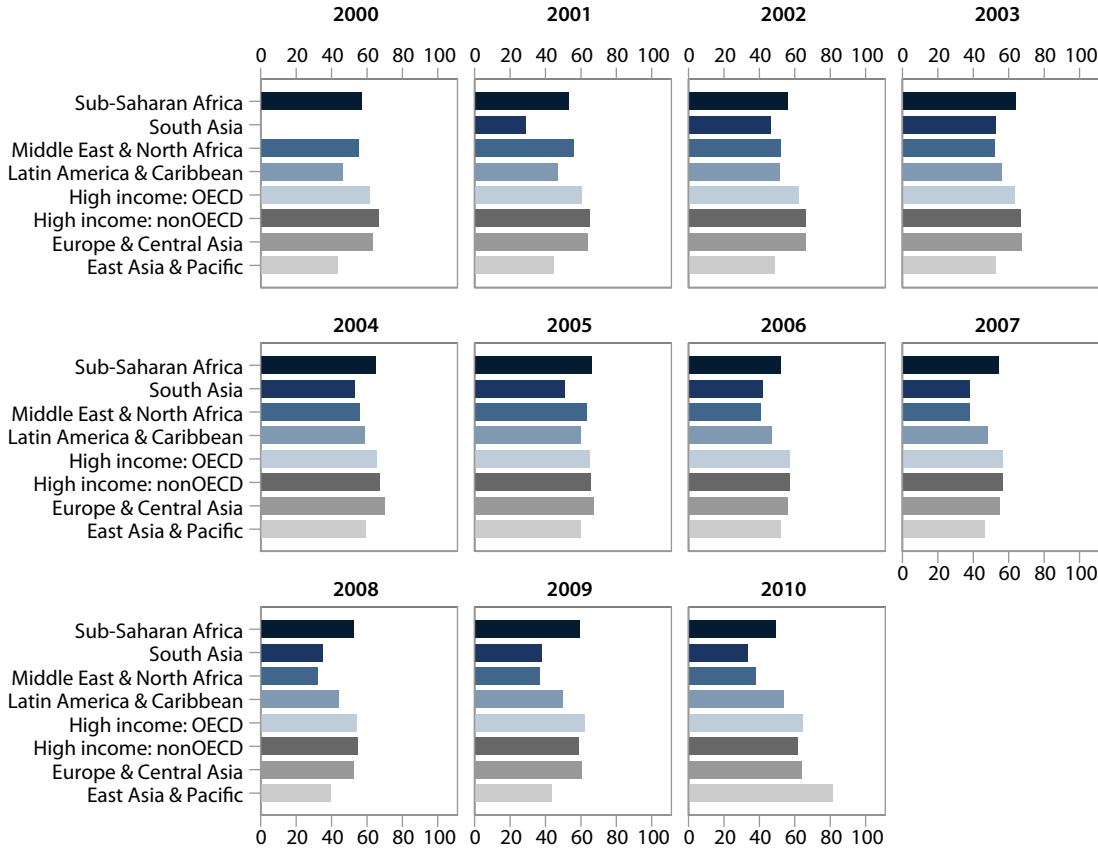 2000 2001 2002 2003
0 20 40 60 80 100 0 20 40 60 80 100 0 20 40 60 80 100 0 20 40 60 80 100
Sub-Saharan Africa
South Asia
Middle East & North Africa
Latin America & Caribbean
High income: OECD
High income: nonOECD
Europe & Central Asia
East Asia & Pacific
2004 2005 2006 2007
Sub-Saharan Africa
South Asia
Middle East & North Africa
Latin America & Caribbean
High income: OECD
High income: nonOECD
Europe & Central Asia
East Asia & Pacific
0 20 40 60 80 100
2008 2009 2010
Sub-Saharan Africa
South Asia
Middle East & North Africa
Latin America & Caribbean
High income: OECD
High income: nonOECD
Europe & Central Asia
East Asia & Pacific
0 20 40 60 80 100 0 20 40 60 80 100 0 20 40 60 80 100